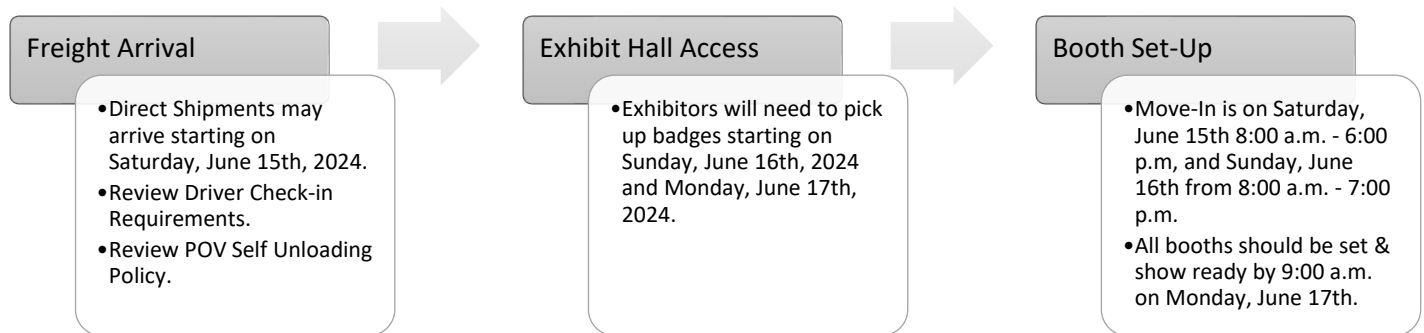 Freight Arrival
•Direct Shipments may
arrive starting on
Saturday, June 15th, 2024.
•Review Driver Check-in
Requirements.
•Review POV Self Unloading
Policy.
Exhibit Hall Access
•Exhibitors will need to pick
up badges starting on
Sunday, June 16th, 2024
and Monday, June 17th,
2024.
Booth Set-Up
•Move-In is on Saturday,
June 15th 8:00 a.m. - 6:00
p.m, and Sunday, June
16th from 8:00 a.m. - 7:00
p.m.
•All booths should be set &
show ready by 9:00 a.m.
on Monday, June 17th.